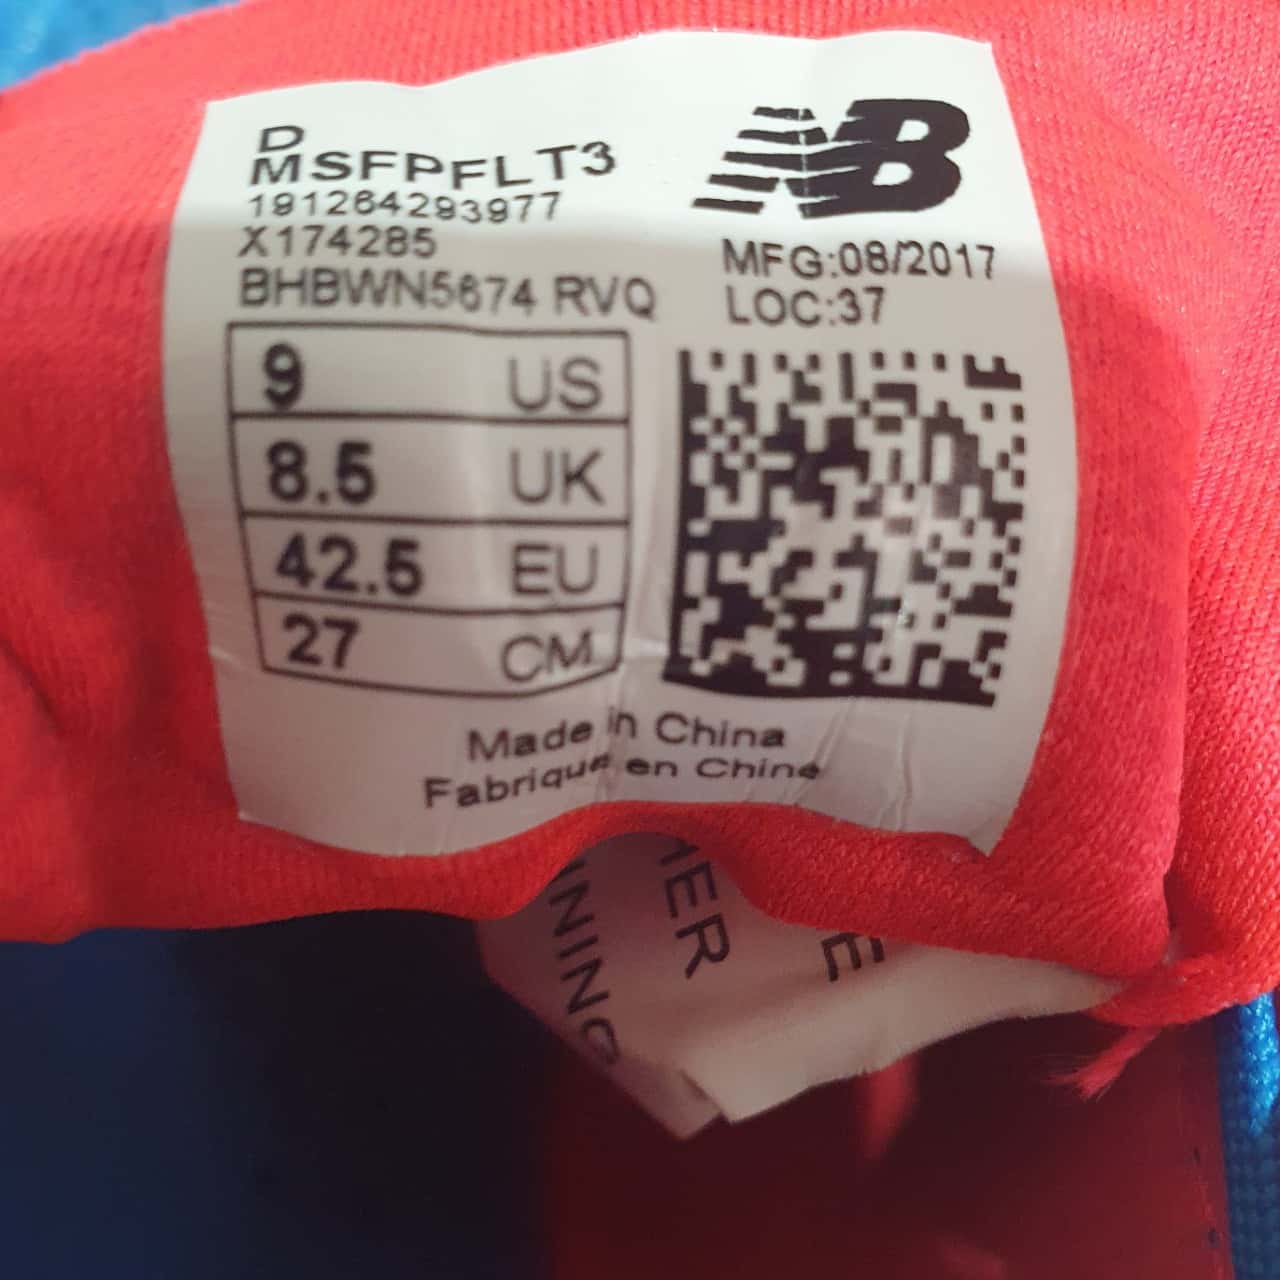 D
MSFPFLT3
191264293977
X174285
BHBWN5674 RVQ
NB
MFG:08/2017
LOC:37
9 US
8.5 UK
42.5 EU
27 CM
Made in China
Fabrique en Chine